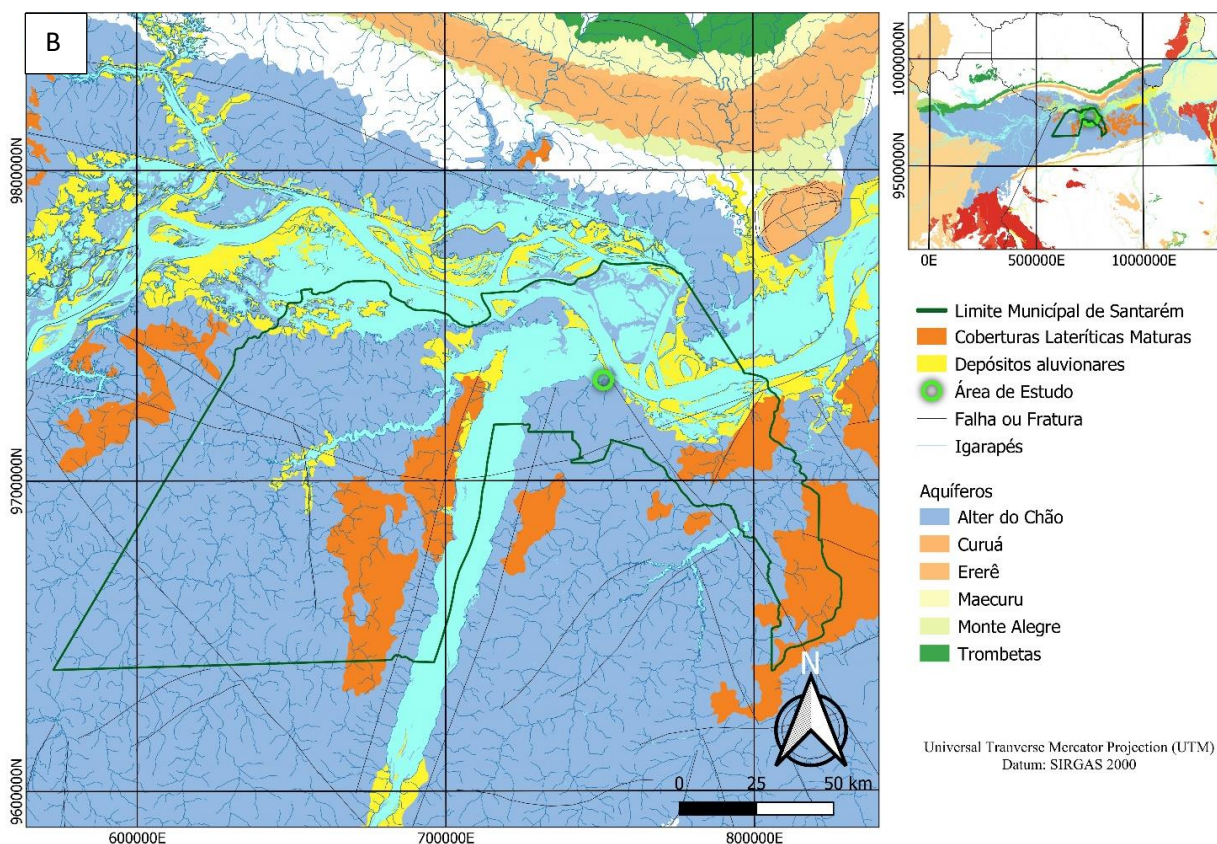 B
9800000N
9700000N
9600000N
600000E
700000E
800000E
N
0 25 50 km
10000000N
9500000N
0E
5000000E
10000000E
Limite Municípal de Santarém
Coberturas Lateríticas Maturas
Depósitos aluvionares
Área de Estudo
Falha ou Fratura
Igarapés
Aquíferos
Alter do Chão
Curuá
Ererê
Maecuru
Monte Alegre
Trombetas
Universal Tranverse Mercator Projection (UTM)
Datum: SIRGAS 2000